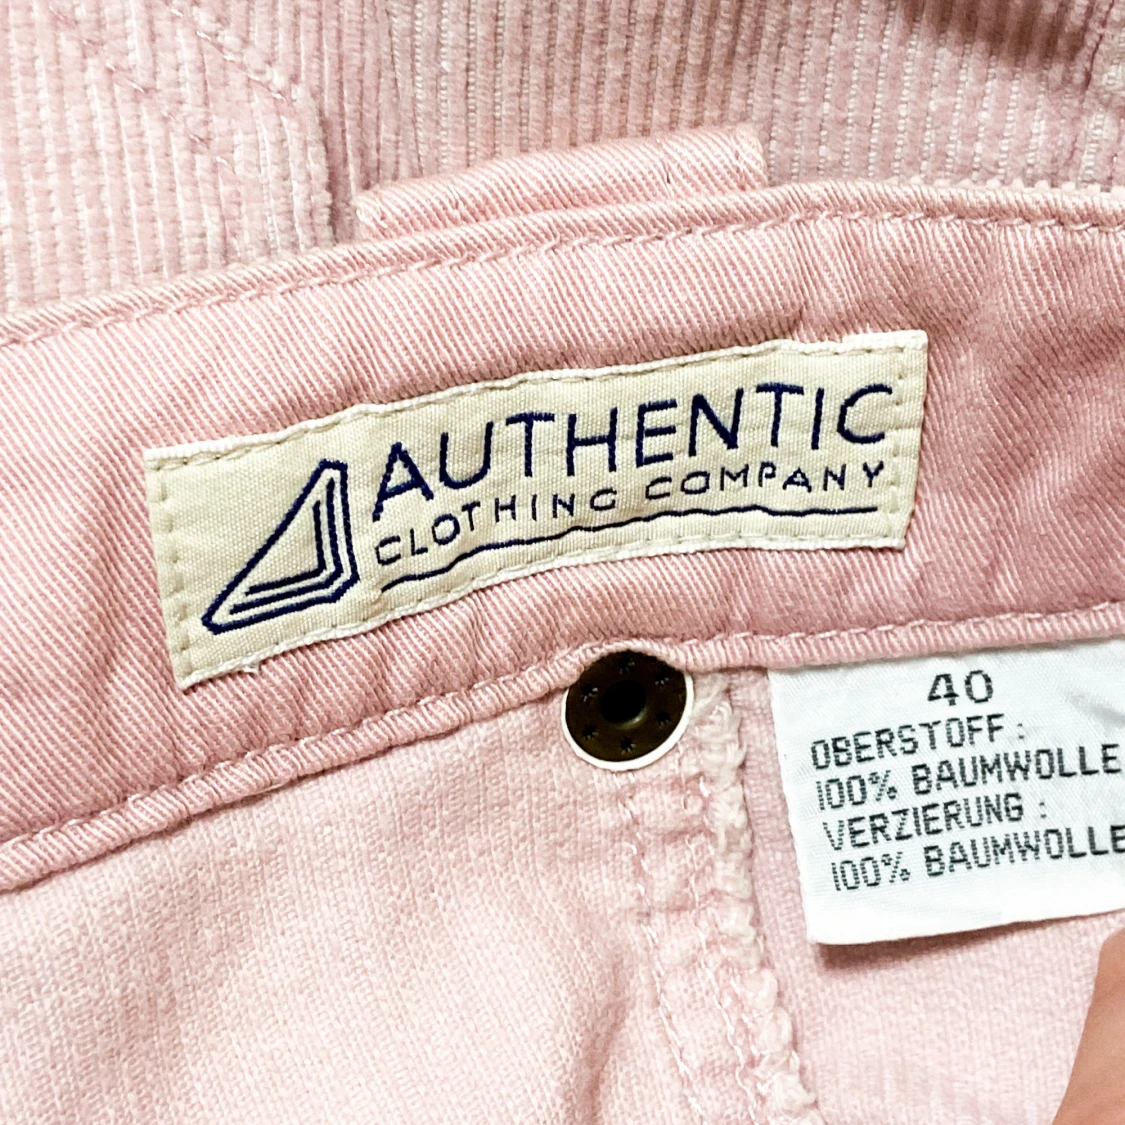 AUTHENTIC
CLOTHING COMPANY
40
OBERSTOFF :
100% BAUMWOLLE
VERZIERUNG :
100% BAUMWOLLE